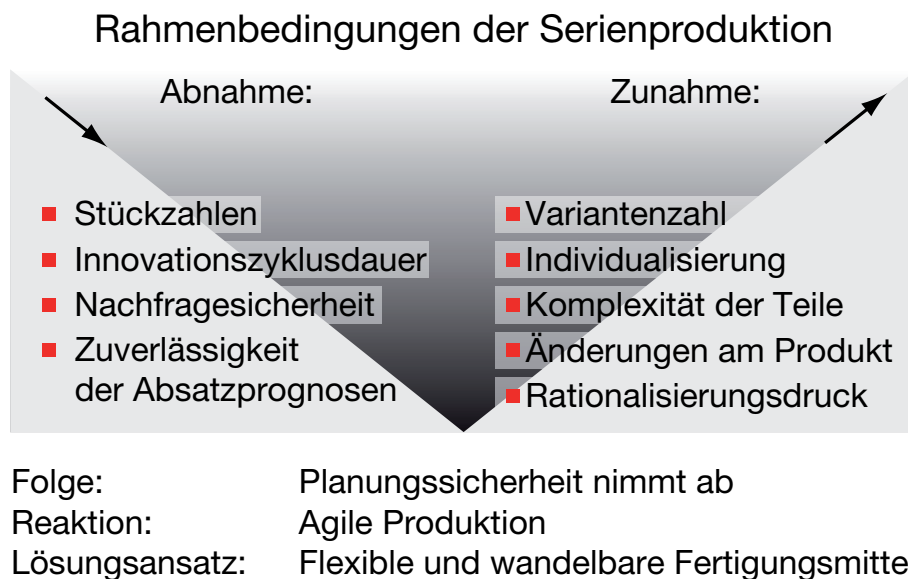 Rahmenbedingungen der Serienproduktion
Abnahme:
Stückzahlen
Innovationszyklusdauer
Nachfragesicherheit
Zuverlässigkeit
der Absatzprognosen
Zunahme:
Variantenzahl
Individualisierung
Komplexität der Teile
Änderungen am Produkt
Rationalisierungsdruck
Folge: Planungssicherheit nimmt ab
Reaktion: Agile Produktion
Lösungsansatz: Flexible und wandelbare Fertigungsmitte